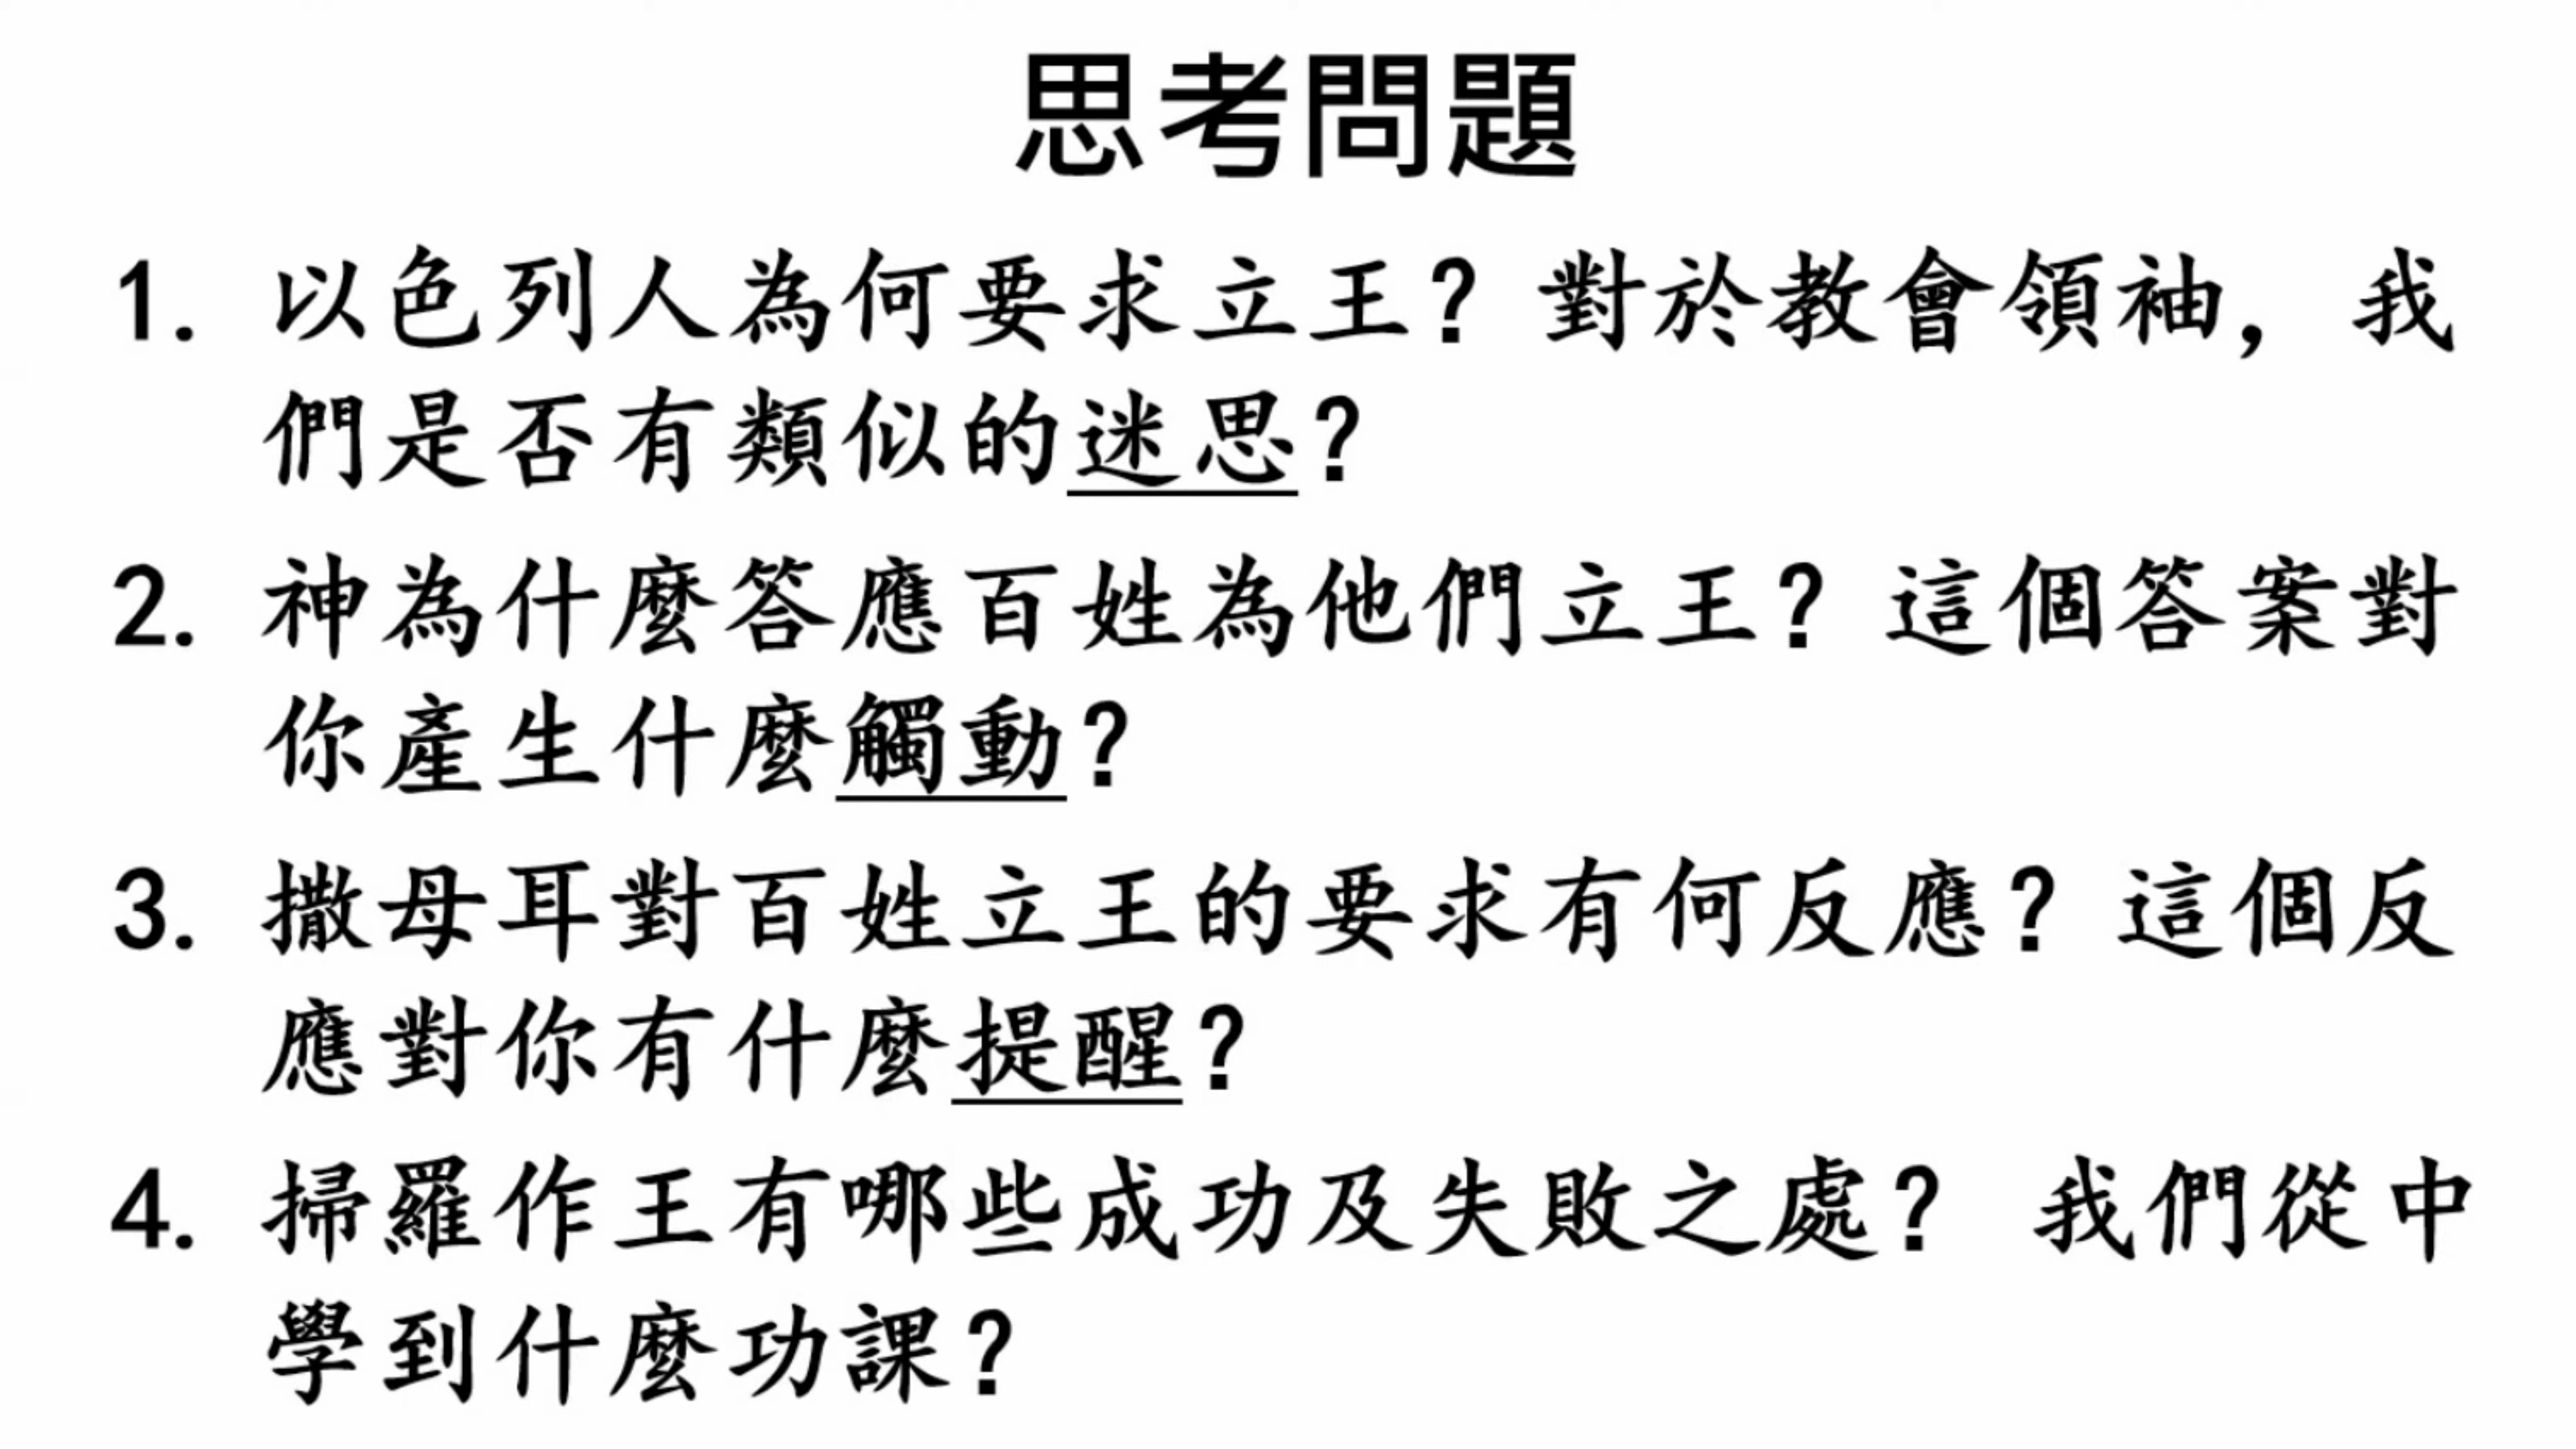 思考問題
1. 以色列人為何要求立王? 對於教會領袖, 我
們是否有類似的迷思?
2. 神為什麼答應百姓為他們立王? 這個答案對
你產生什麼觸動?
3. 撒母耳對百姓立王的要求有何反應? 這個反
應對你有什麼提醒?
4. 掃羅作王有哪些成功及失敗之處? 我們從中
學到什麼功課?